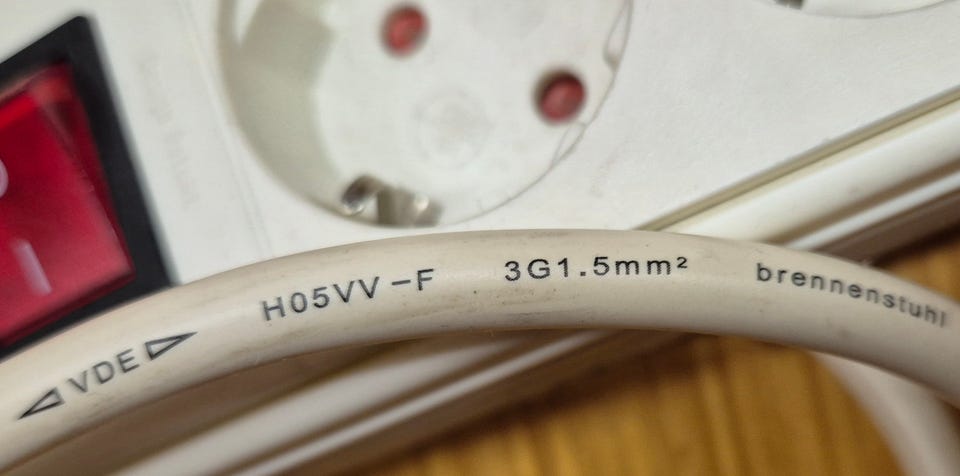 ◁VDE▷ H05VV-F 3G1.5mm² brennenstuhl